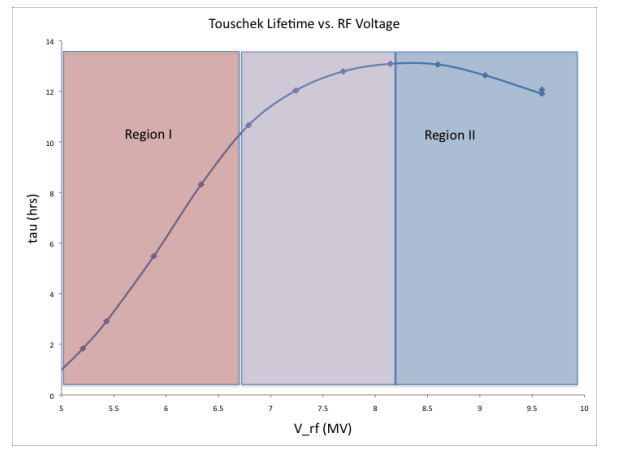 Touschek Lifetime vs. RF Voltage
14
12
10
8
6
4
2
0
tau (hrs)
Region I
Region II
5 5.5 6 6.5 7 7.5 8 8.5 9 9.5 10
V_rf (MV)